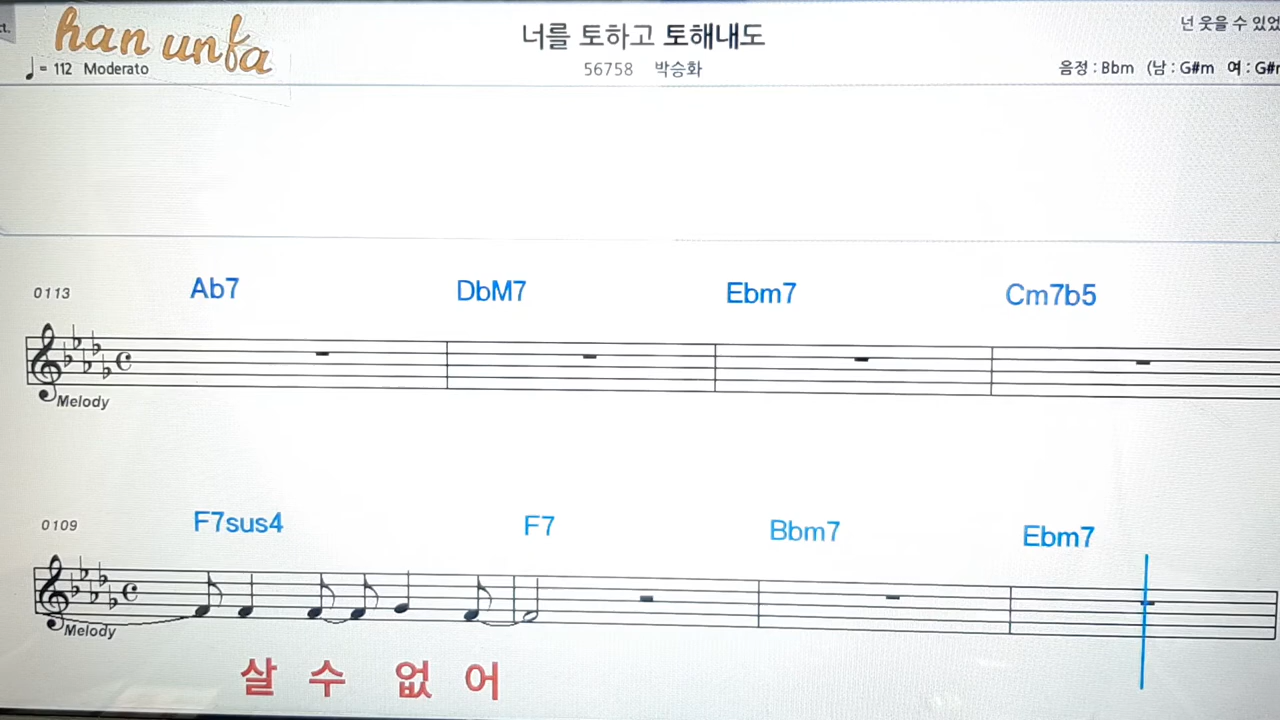 ct.
han unfa
너를 토하고 토해내도
넌 웃을 수 있었
♩= 112 Moderato
56758 박승화
음정 : Bbm (남 : G#m 여 : G#m
0113 Ab7 DbM7 Ebm7 Cm7b5
Melody
0109 F7sus4 F7 Bbm7 Ebm7
Melody
살 수 없 어